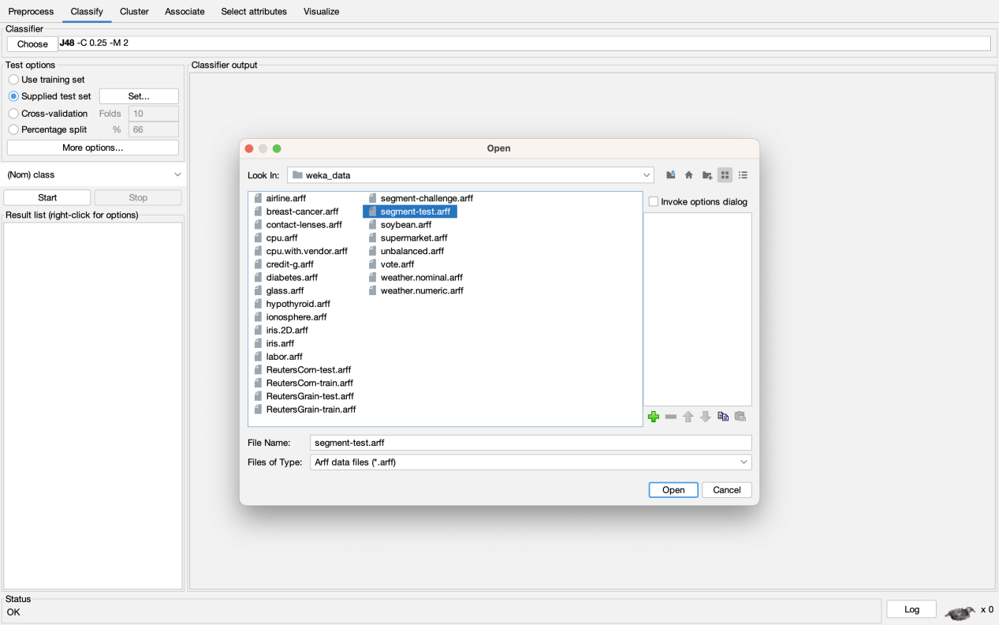 Preprocess Classify Cluster Associate Select attributes Visualize
Classifier
Choose J48 -C 0.25 -M 2
Test options
Use training set
Supplied test set Set...
Cross-validation Folds 10
Percentage split % 66
More options...
(Nom) class
Start Stop
Result list (right-click for options)
Classifier output
Open
Look In: weka_data
airline.arff
breast-cancer.arff
contact-lenses.arff
cpu.arff
cpu.with.vendor.arff
credit-g.arff
diabetes.arff
glass.arff
hypothyroid.arff
ionosphere.arff
iris.2D.arff
iris.arff
labor.arff
ReutersCorn-test.arff
ReutersCorn-train.arff
ReutersGrain-test.arff
ReutersGrain-train.arff
segment-challenge.arff
segment-test.arff
soybean.arff
supermarket.arff
unbalanced.arff
vote.arff
weather.nominal.arff
weather.numeric.arff
Invoke options dialog
File Name: segment-test.arff
Files of Type: Arff data files (*.arff)
Open Cancel
Status
OK
Log x 0